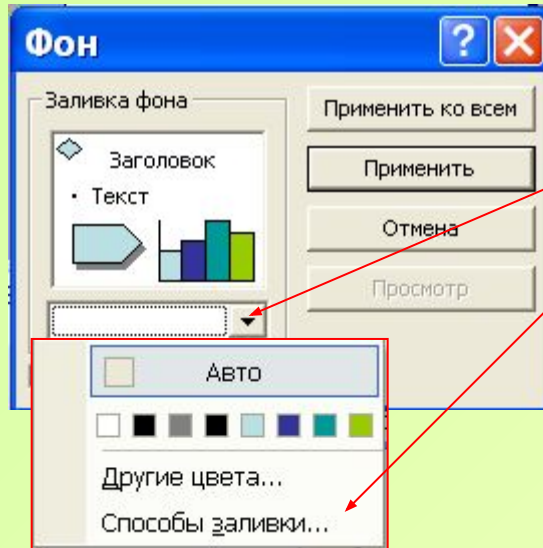 Фон
Заливка фона
Заголовок
• Текст
Применить ко всем
Применить
Отмена
Просмотр
Авто
Другие цвета...
Способы заливки...